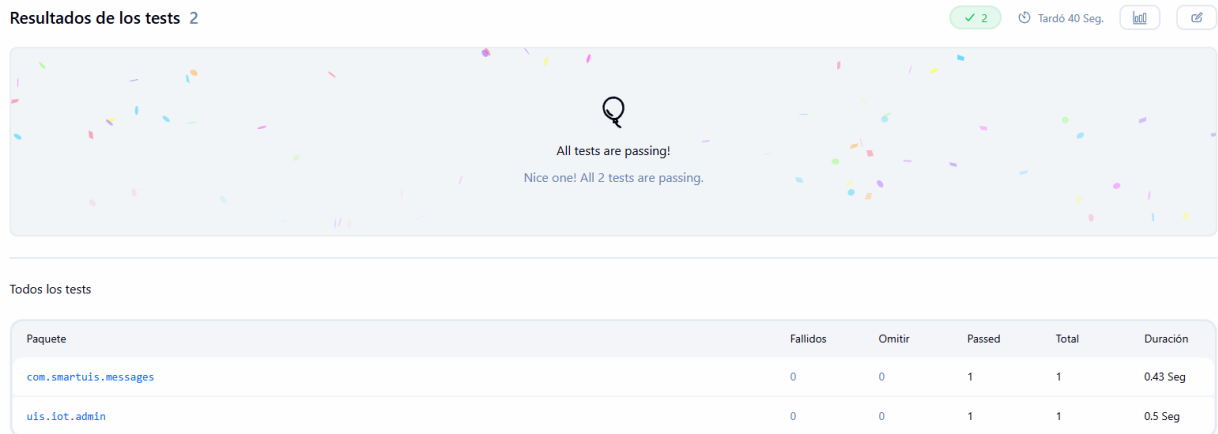 Resultados de los tests 2
2
Tardó 40 Seg.
All tests are passing!
Nice one! All 2 tests are passing.
Todos los tests
Paquete Fallidos Omitir Passed Total Duración
com.smartuis.messages 0 0 1 1 0.43 Seg
uis.iot.admin 0 0 1 1 0.5 Seg